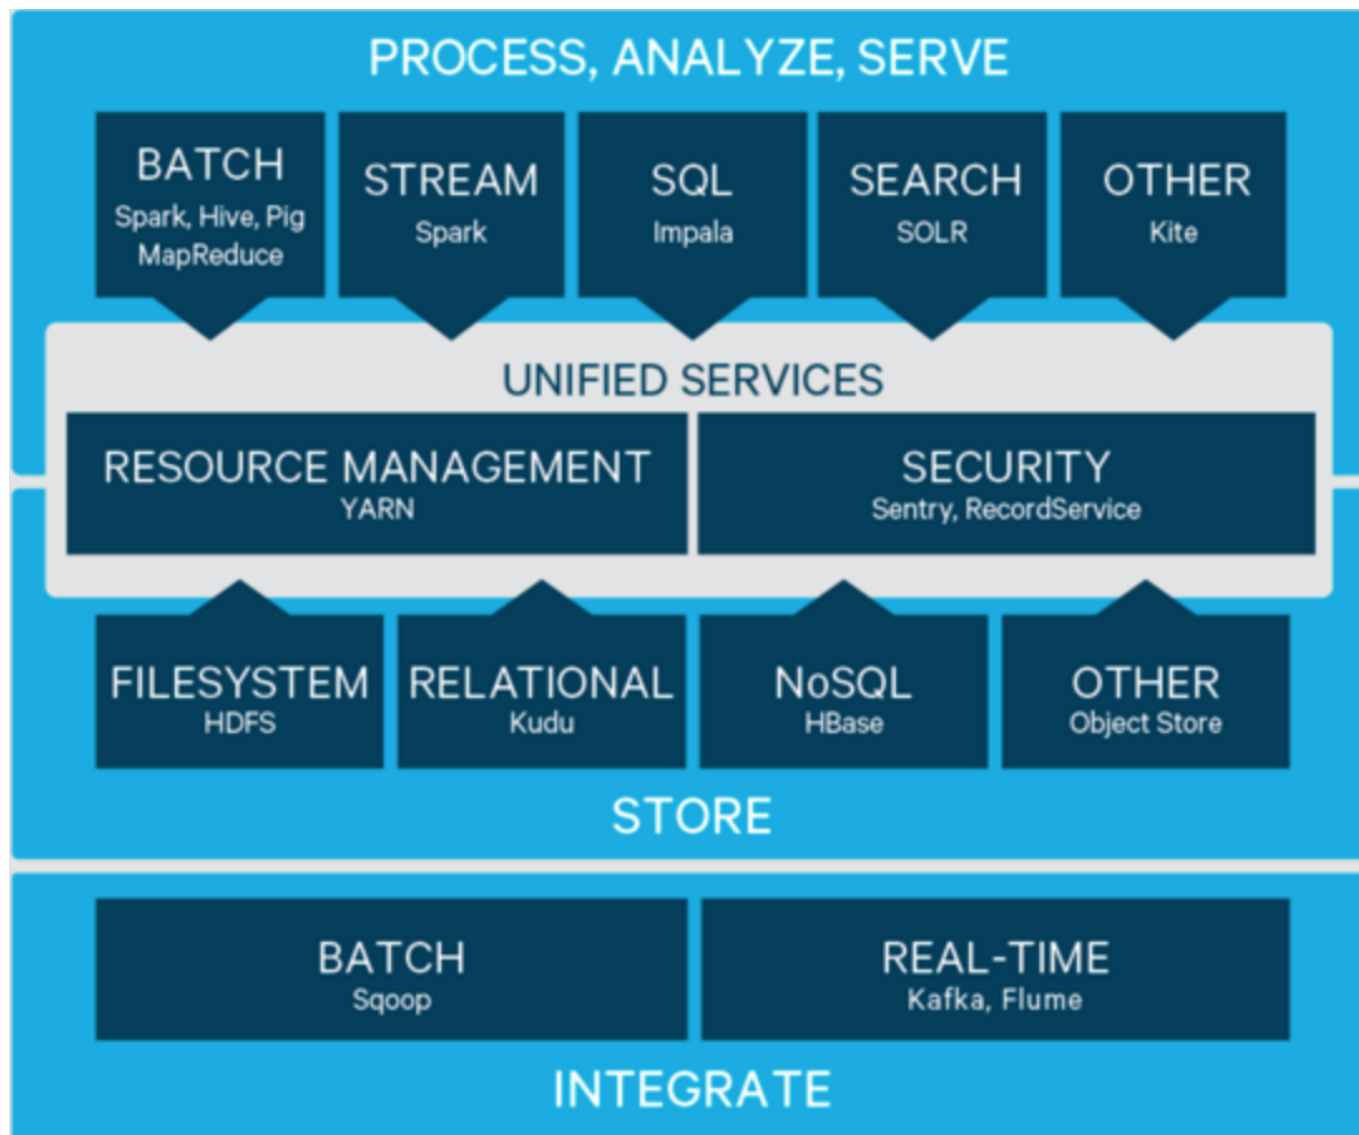 PROCESS, ANALYZE, SERVE
BATCH
Spark, Hive, Pig
MapReduce
STREAM
Spark
SQL
Impala
SEARCH
SOLR
OTHER
Kite
UNIFIED SERVICES
RESOURCE MANAGEMENT
YARN
SECURITY
Sentry, RecordService
FILESYSTEM
HDFS
RELATIONAL
Kudu
NoSQL
HBase
OTHER
Object Store
STORE
BATCH
Sqoop
REAL-TIME
Kafka, Flume
INTEGRATE